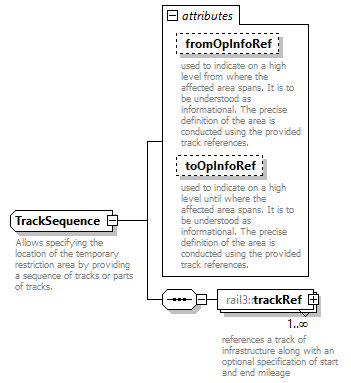 attributes
fromOpInfoRef
used to indicate on a high
level from where the
affected area spans. It is to
be understood as
informational. The precise
definition of the area is
conducted using the provided
track references.
toOpInfoRef
used to indicate on a high
level until where the
affected area spans. It is to
be understood as
informational. The precise
definition of the area is
conducted using the provided
track references.
TrackSequence
Allows specifying the
location of the temporary
restriction area by providing
a sequence of tracks or parts
of tracks.
rail3::trackRef
1..∞
references a track of
infrastructure along with an
optional specification of start
and end mileage